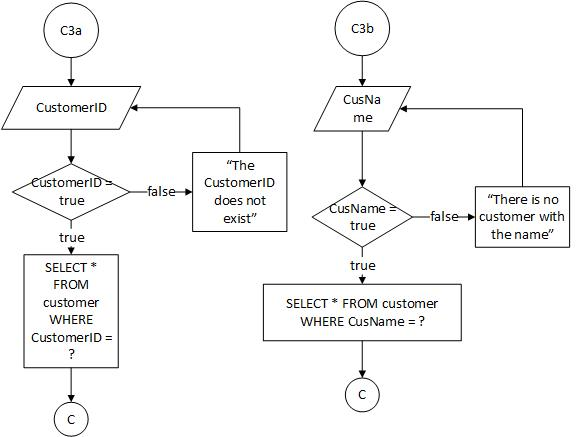 C3a
CustomerID
CustomerID =
true
false
"The
CustomerID
does not
exist"
true
SELECT *
FROM
customer
WHERE
CustomerID =
?
C
C3b
CusNa
me
CusName =
true
false
"There is no
customer with
the name"
true
SELECT * FROM customer
WHERE CusName = ?
C